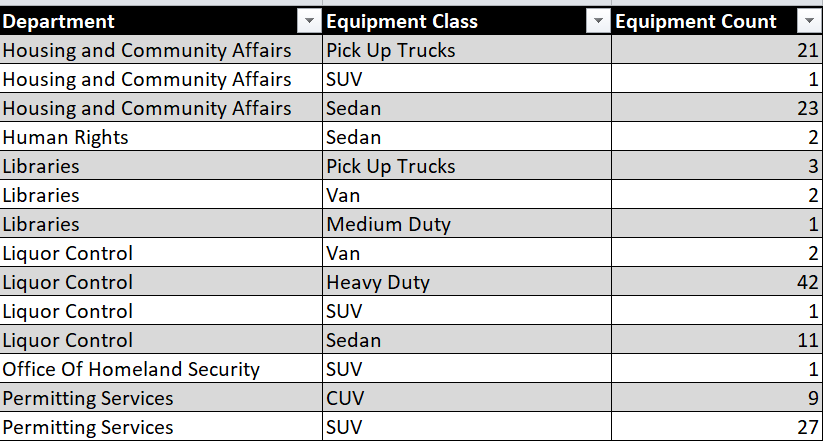 Department Equipment Class Equipment Count
Housing and Community Affairs Pick Up Trucks 21
Housing and Community Affairs SUV 1
Housing and Community Affairs Sedan 23
Human Rights Sedan 2
Libraries Pick Up Trucks 3
Libraries Van 2
Libraries Medium Duty 1
Liquor Control Van 2
Liquor Control Heavy Duty 42
Liquor Control SUV 1
Liquor Control Sedan 11
Office Of Homeland Security SUV 1
Permitting Services CUV 9
Permitting Services SUV 27